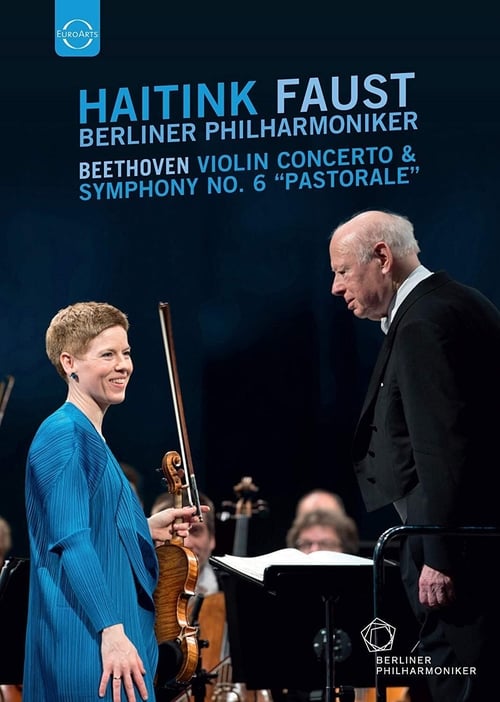 EUROARTS
HAITINK FAUST
BERLINER PHILHARMONIKER
BEETHOVEN VIOLIN CONCERTO &
SYMPHONY NO. 6 “PASTORALE”
BERLINER
PHILHARMONIKER